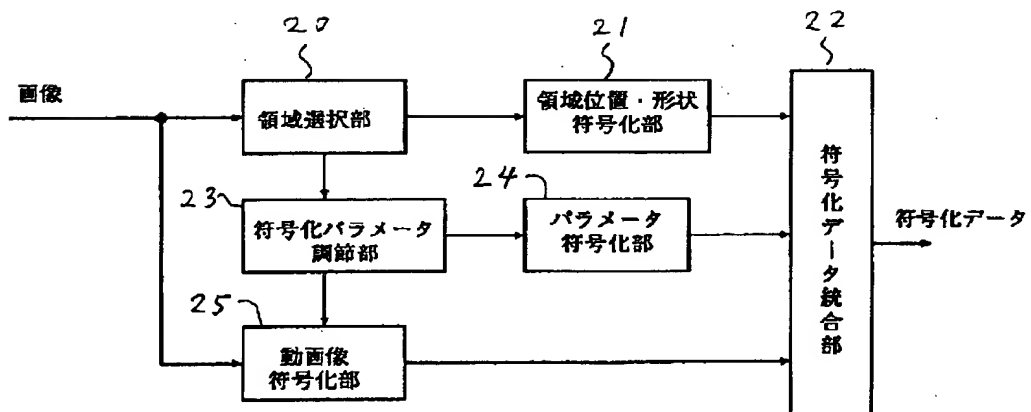 20
21
22
画像
領域選択部
領域位置・形状
符号化部
23
24
符号化パラメータ
調節部
パラメータ
符号化部
符号化データ統合部
符号化データ
25
動画像
符号化部